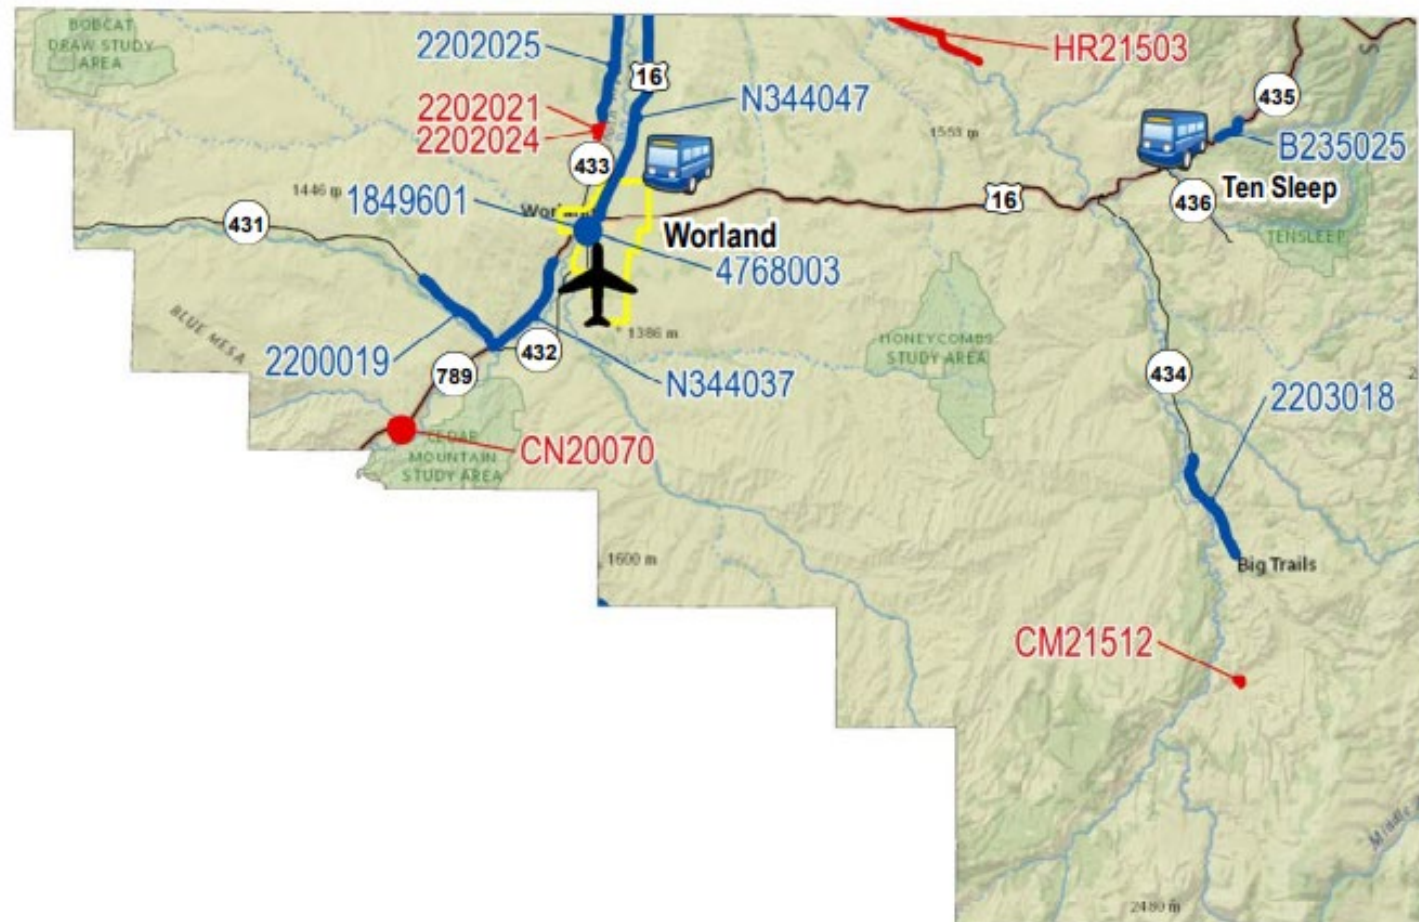 BOBCAT
DRAW STUDY
AREA
2202025
16
N344047
HR21503
435
B235025
2202021
2202024
433
1553 m
1446 m
1849601
431
Worland
4768003
16
Ten Sleep
436
TENSLEEP
BLUE MESA
2200019
432
1386 m
789
N344037
HONEYCOMBS
STUDY AREA
434
2203018
CEDAR
MOUNTAIN
STUDY AREA
CN20070
1600 m
Big Trails
CM21512
Middle
2480 m